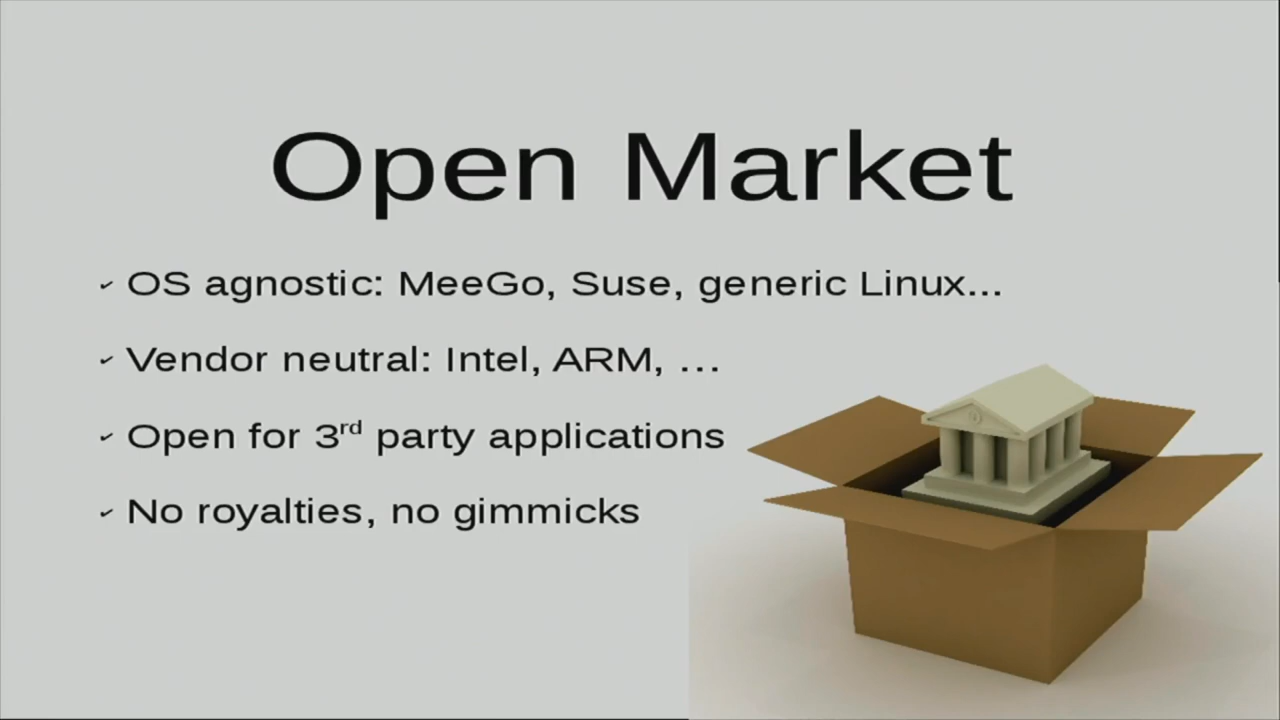 Open Market
✓ OS agnostic: MeeGo, Suse, generic Linux...
✓ Vendor neutral: Intel, ARM, …
✓ Open for 3rd party applications
✓ No royalties, no gimmicks